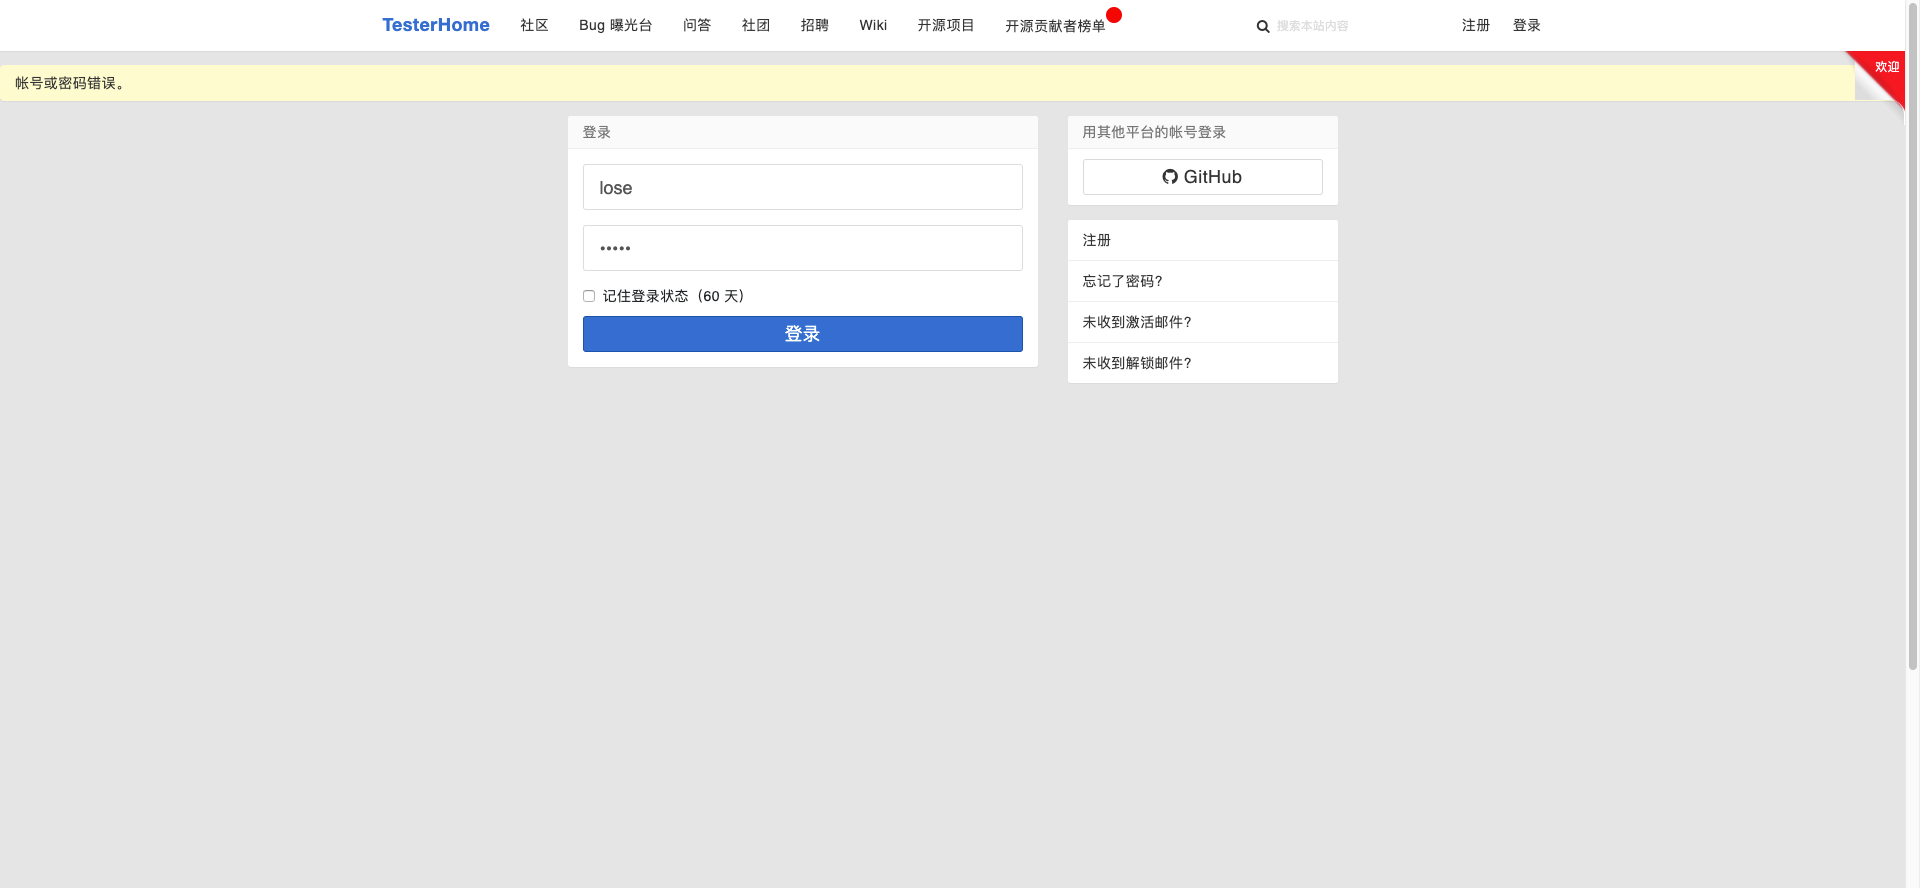 TesterHome 社区 Bug 曝光台 问答 社团 招聘 Wiki 开源项目 开源贡献者榜单 搜索本站内容 注册 登录
欢迎
帐号或密码错误。
登录
lose
•••••
记住登录状态（60 天）
登录
用其他平台的帐号登录
GitHub
注册
忘记了密码？
未收到激活邮件？
未收到解锁邮件？